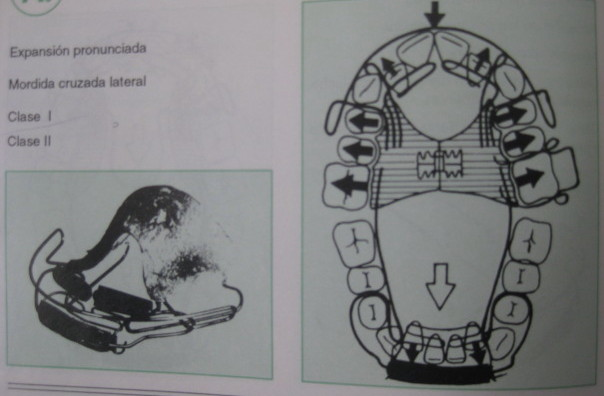 Expansión pronunciada
Mordida cruzada lateral
Clase I
Clase II